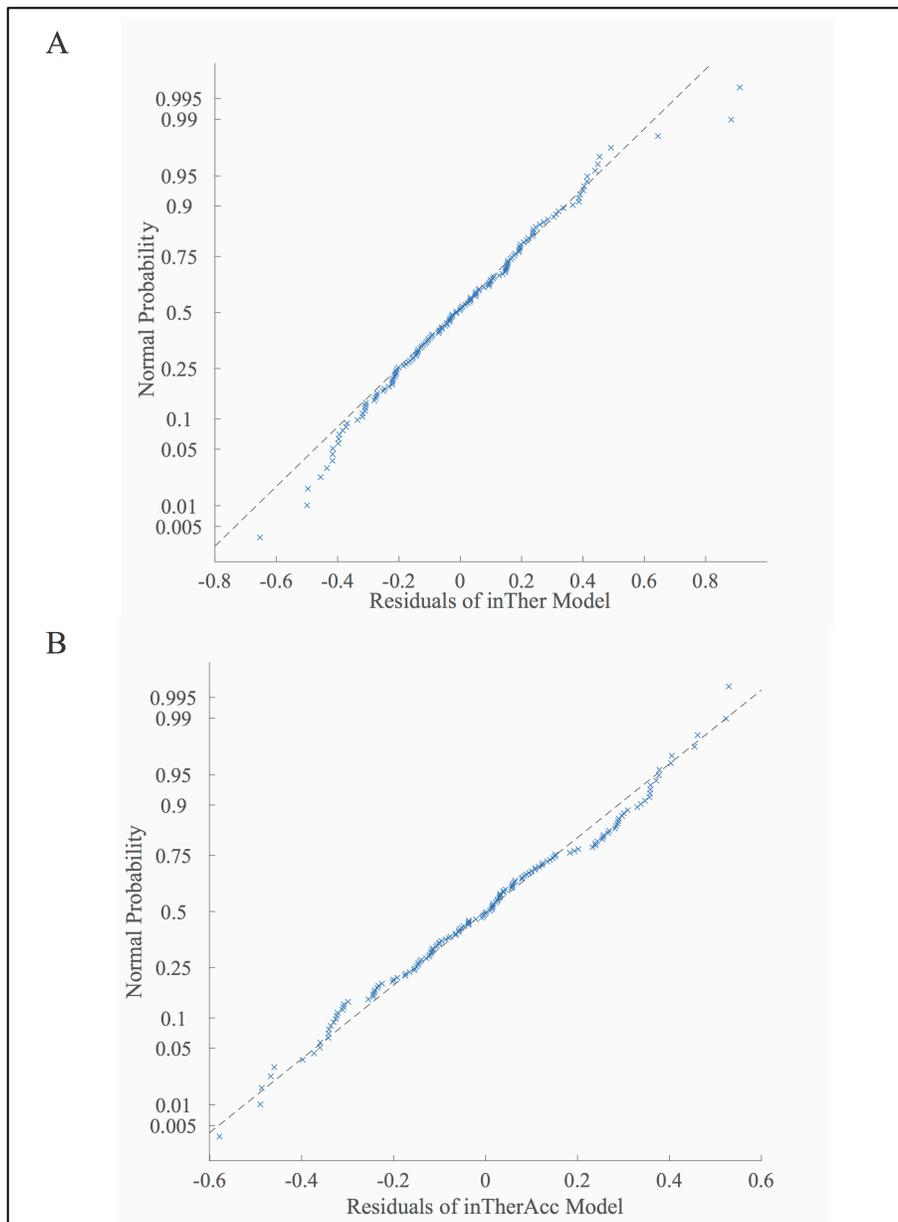 A
0.995
0.99
0.95
0.9
0.75
0.5
0.25
0.1
0.05
0.01
0.005
Normal Probability
-0.8 -0.6 -0.4 -0.2 0 0.2 0.4 0.6 0.8
Residuals of inTher Model
B
0.995
0.99
0.95
0.9
0.75
0.5
0.25
0.1
0.05
0.01
0.005
Normal Probability
-0.6 -0.4 -0.2 0 0.2 0.4 0.6
Residuals of inTherAcc Model